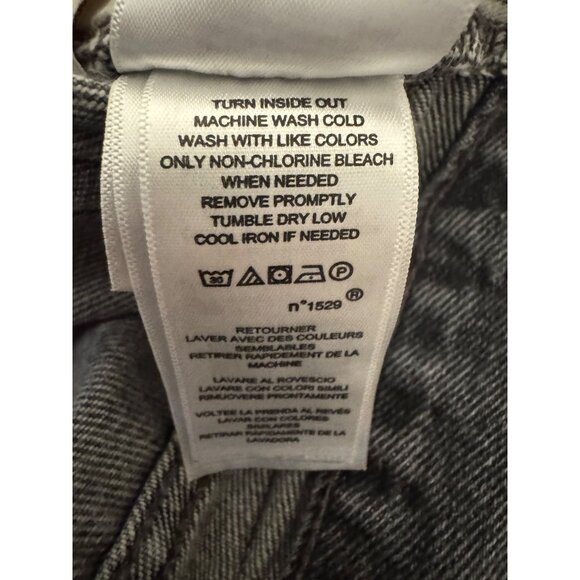 TURN INSIDE OUT
MACHINE WASH COLD
WASH WITH LIKE COLORS
ONLY NON-CHLORINE BLEACH
WHEN NEEDED
REMOVE PROMPTLY
TUMBLE DRY LOW
COOL IRON IF NEEDED
30 P
n°1529 ®
RETOURNER
LAVER AVEC DES COULEURS
SEMBLABLES
RETIRER RAPIDEMENT DE LA
MACHINE
LAVARE AL ROVESCIO
LAVARE CON COLORI SIMILI
RIMUOVERE PRONTAMENTE
VOLTEE LA PRENDA AL REVÉS
LAVAR CON COLORES
SIMILARES
RETIRAR RAPIDAMENTE DE LA
LAVADORA